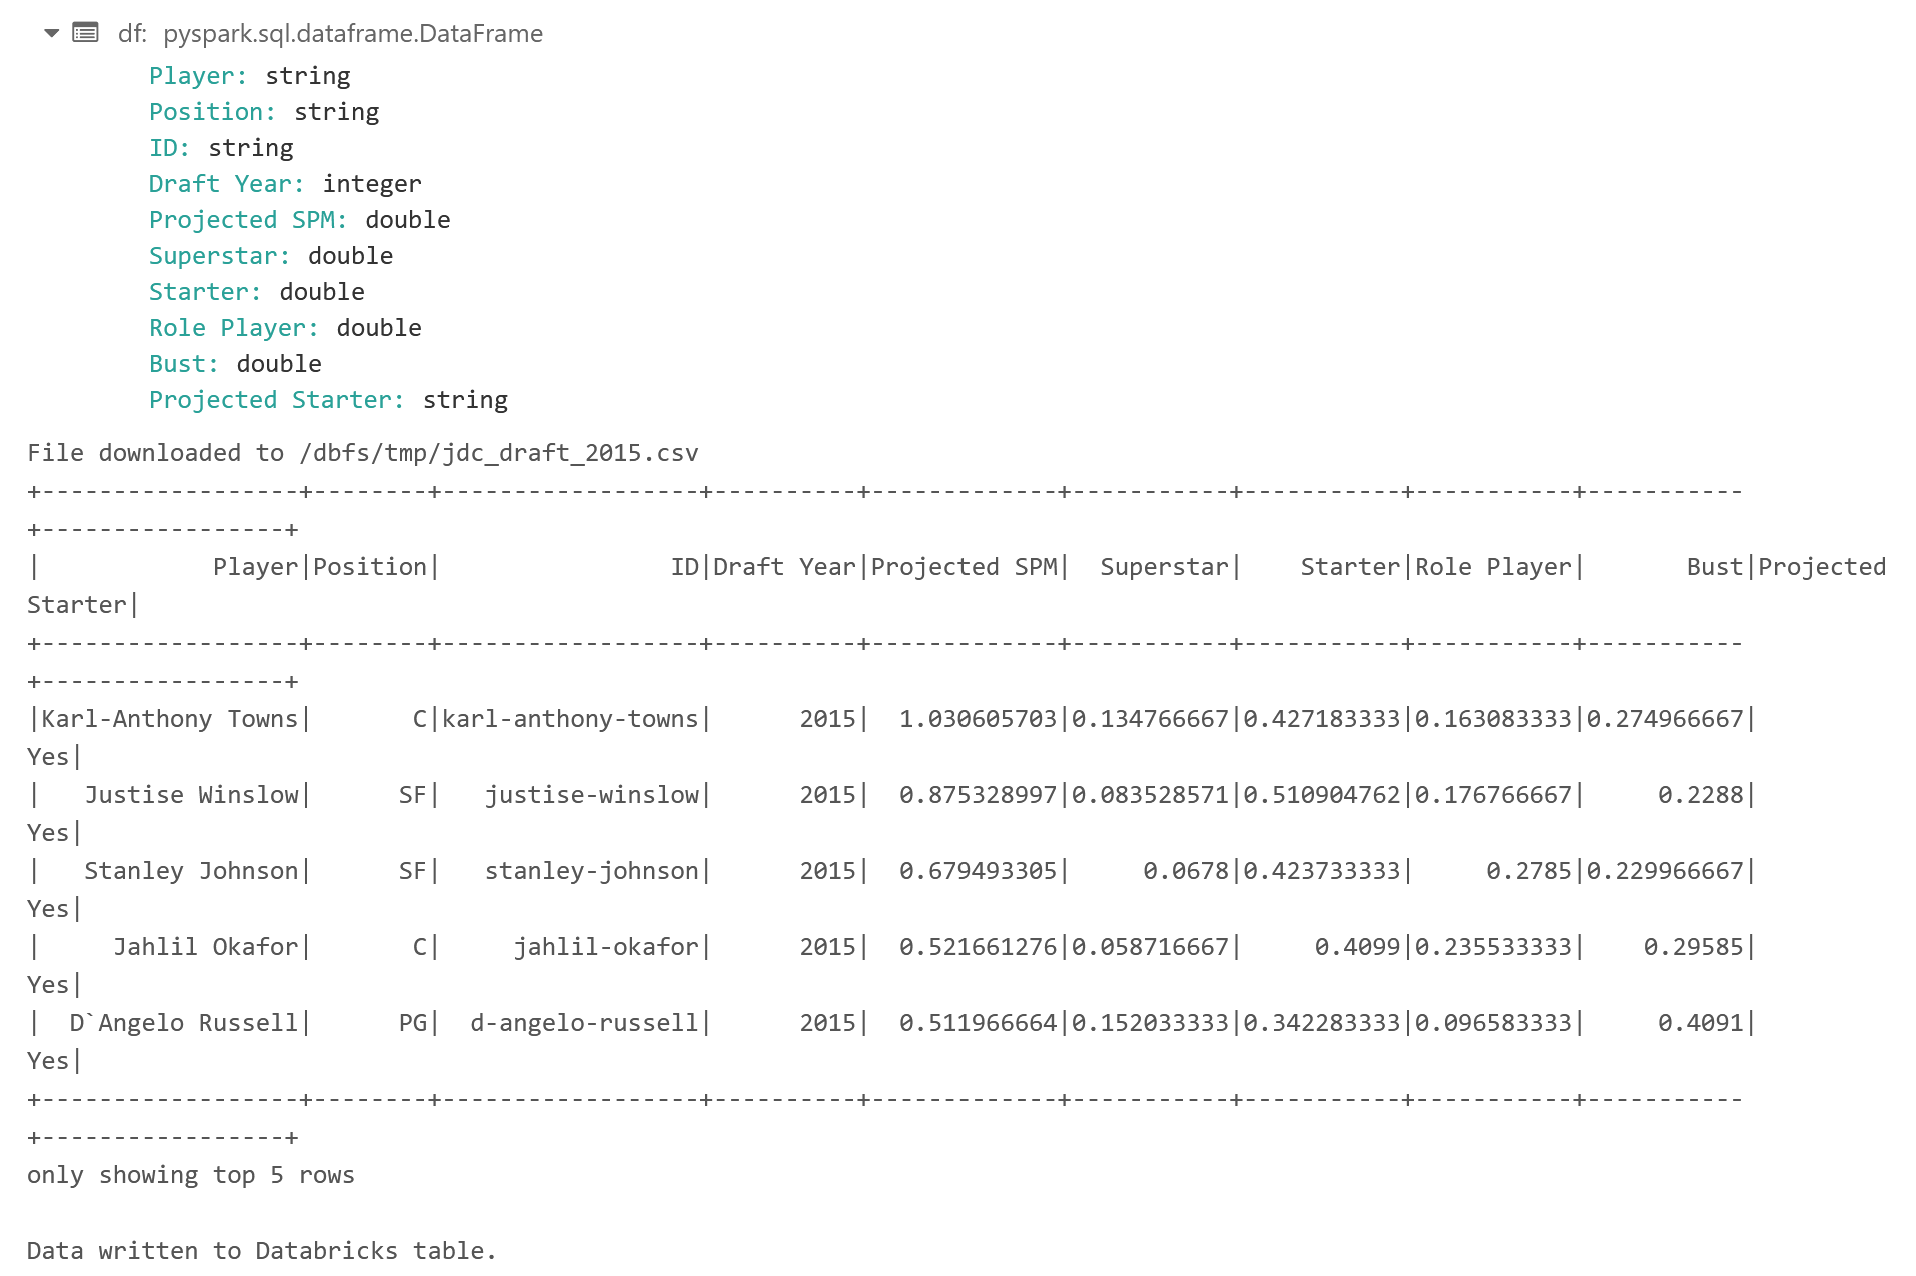 df: pyspark.sql.dataframe.DataFrame
Player: string
Position: string
ID: string
Draft Year: integer
Projected SPM: double
Superstar: double
Starter: double
Role Player: double
Bust: double
Projected Starter: string
File downloaded to /dbfs/tmp/jdc_draft_2015.csv
+------------------+--------+------------------+----------+-------------+-----------+-----------+-----------+-----------
+-----------------+
|            Player|Position|                ID|Draft Year|Projected SPM|  Superstar|    Starter|Role Player|       Bust|Projected
Starter|
+------------------+--------+------------------+----------+-------------+-----------+-----------+-----------+-----------
+-----------------+
|Karl-Anthony Towns|       C|karl-anthony-towns|      2015|  1.030605703|0.134766667|0.427183333|0.163083333|0.274966667|
Yes|
|   Justise Winslow|      SF|   justise-winslow|      2015|  0.875328997|0.083528571|0.510904762|0.176766667|     0.2288|
Yes|
|   Stanley Johnson|      SF|   stanley-johnson|      2015|  0.679493305|     0.0678|0.423733333|     0.2785|0.229966667|
Yes|
|     Jahlil Okafor|       C|     jahlil-okafor|      2015|  0.521661276|0.058716667|     0.4099|0.235533333|    0.29585|
Yes|
|  D`Angelo Russell|      PG|  d-angelo-russell|      2015|  0.511966664|0.152033333|0.342283333|0.096583333|     0.4091|
Yes|
+------------------+--------+------------------+----------+-------------+-----------+-----------+-----------+-----------
+-----------------+
only showing top 5 rows
Data written to Databricks table.